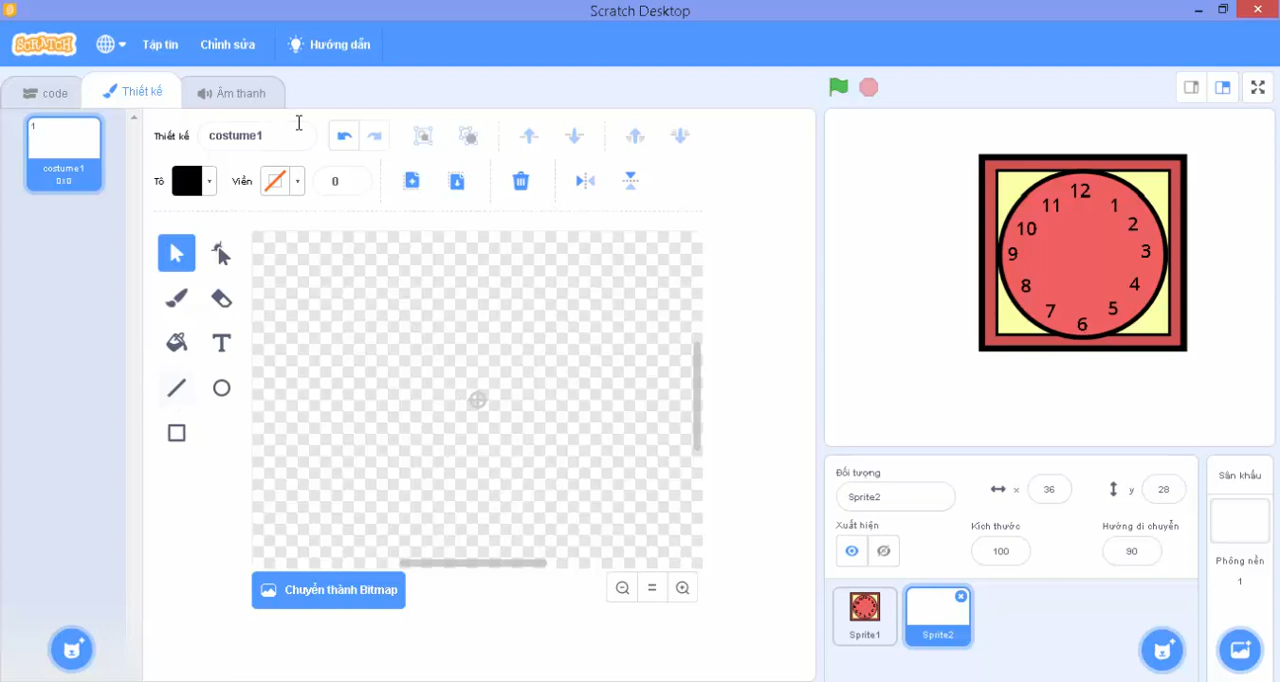 Scratch Desktop
SCRATCH
Tập tin
Chỉnh sửa
Hướng dẫn
code
Thiết kế
Âm thanh
1
costume1
0x0
Thiết kế
costume1
Tô
Viền
0
Chuyển thành Bitmap
12
11
1
10
2
9
3
8
4
7
5
6
Đối tượng
Sprite2
x
36
y
28
Xuất hiện
Kích thước
100
Hướng di chuyển
90
Sprite1
Sprite2
Sân khấu
Phông nền
1